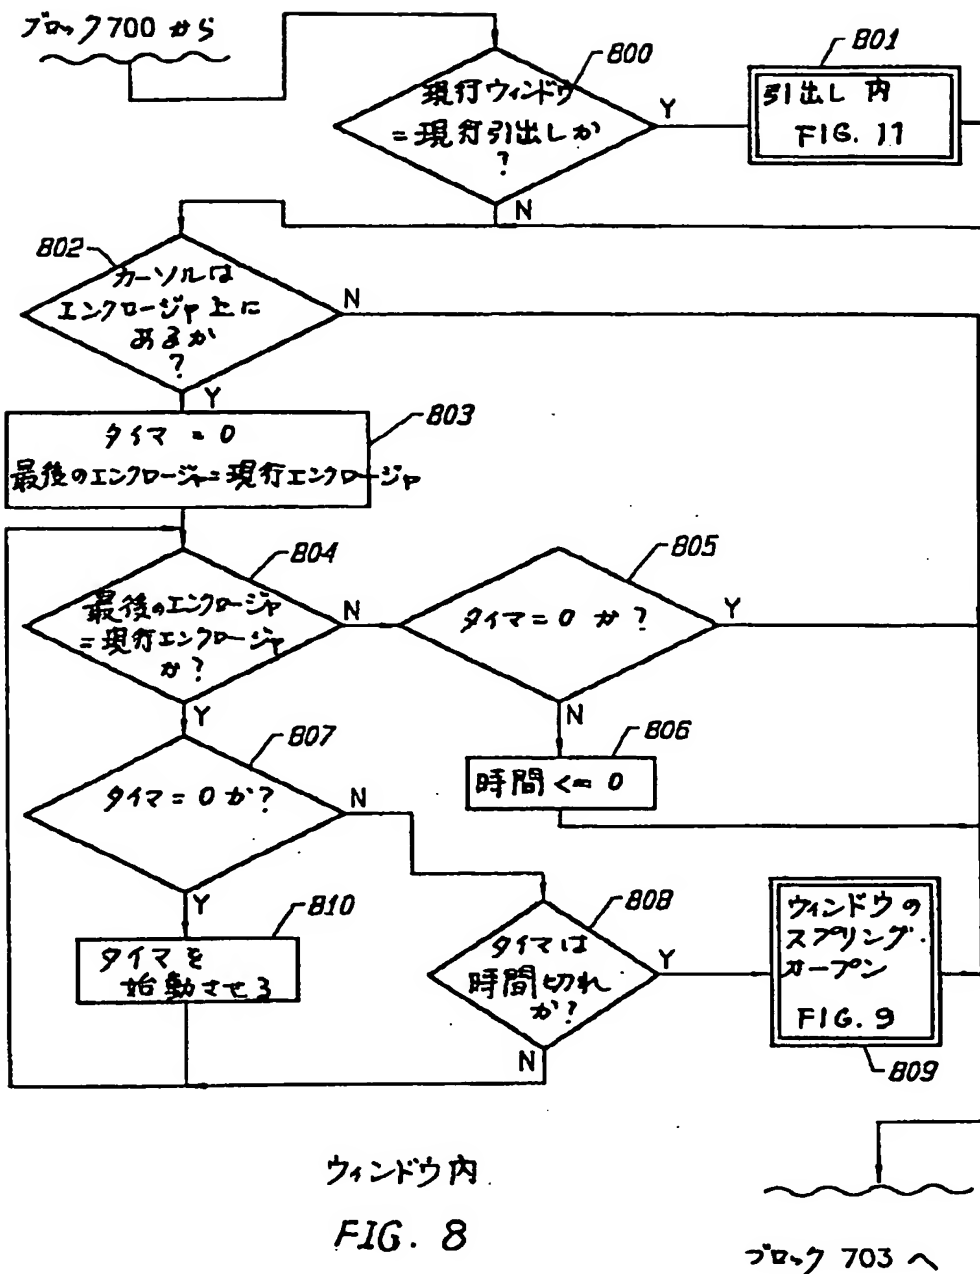 ブロック700から
800
現行ウィンドウ
=現行引出しか
?
Y
N
801
引出し内
FIG. 11
802
カーソルは
エンクロージャ上に
あるか
?
N
Y
803
タイマ = 0
最後のエンクロージャ=現行エンクロージャ
804
最後のエンクロージャ
=現行エンクロージャ
か?
N
Y
805
タイマ=0か?
Y
N
806
時間<=0
807
タイマ=0か?
N
Y
810
タイマを
始動させる
808
タイマは
時間切れ
か?
Y
N
ウィンドウの
スプリング・
オープン
FIG. 9
809
ウィンドウ内
FIG. 8
ブロック 703へ